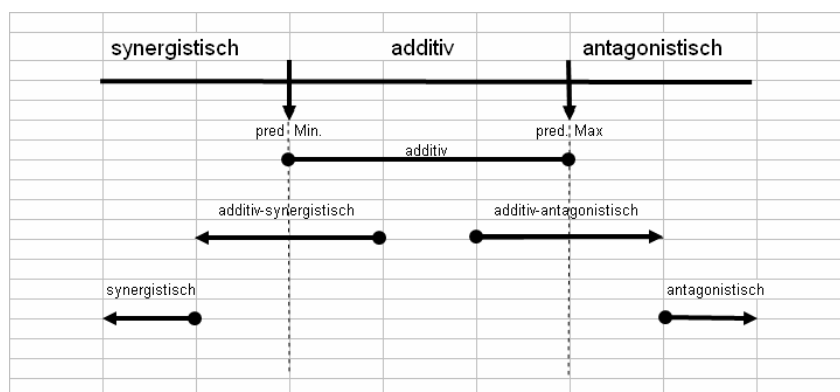 synergistisch additiv antagonistisch
pred. Min. pred. Max
additiv
additiv-synergistisch additiv-antagonistisch
synergistisch antagonistisch